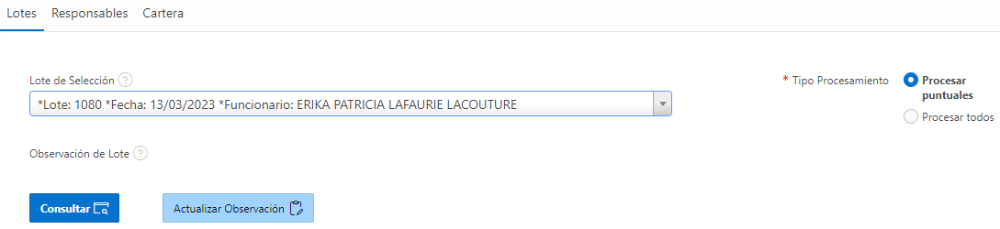 Lotes Responsables Cartera
Lote de Selección ?
* Tipo Procesamiento
Procesar
puntuales
*Lote: 1080 *Fecha: 13/03/2023 *Funcionario: ERIKA PATRICIA LAFAURIE LACOUTURE
Procesar todos
Observación de Lote ?
Consultar
Actualizar Observación